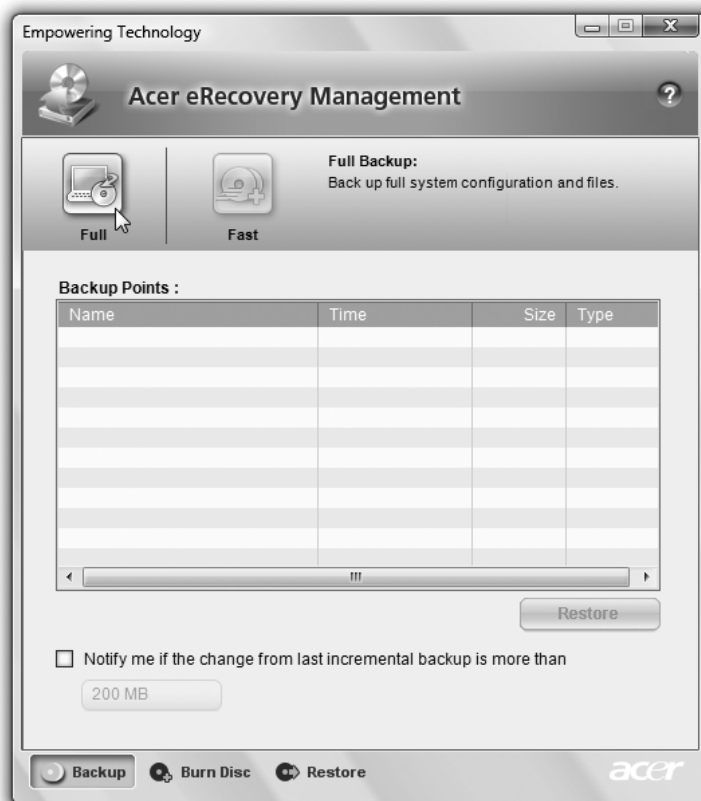 Empowering Technology
Acer eRecovery Management
?
Full Backup:
Back up full system configuration and files.
Full
Fast
Backup Points :
Name Time Size Type
Restore
Notify me if the change from last incremental backup is more than
200 MB
Backup Burn Disc Restore acer